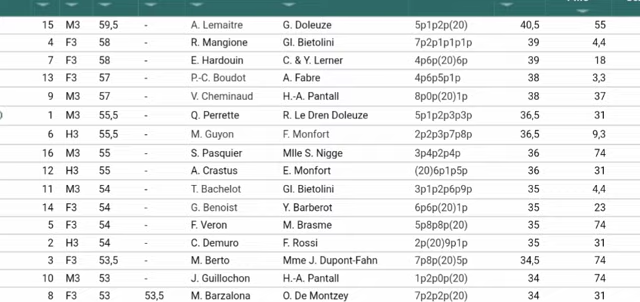 15 M3 59,5 - A. Lemaitre G. Doleuze 5p1p2p(20) 40,5 55
4 F3 58 - R. Mangione Gl. Bietolini 7p2p1p1p1p 39 4,4
7 F3 58 - E. Hardouin C. & Y. Lerner 4p6p(20)6p 39 18
13 F3 57 - P.-C. Boudot A. Fabre 4p6p5p1p 38 3,3
9 M3 57 - V. Cheminaud H.-A. Pantall 8p0p(20)1p 38 37
1 M3 55,5 - Q. Perrette R. Le Dren Doleuze 5p1p2p3p3p 36,5 31
6 H3 55,5 - M. Guyon F. Monfort 2p2p3p7p8p 36,5 9,3
16 M3 55 - S. Pasquier Mlle S. Nigge 3p4p2p4p 36 74
12 H3 55 - A. Crastus E. Monfort (20)6p1p5p 36 31
11 M3 54 - T. Bachelot Gl. Bietolini 3p1p2p6p9p 35 4,4
14 F3 54 - G. Benoist Y. Barberot 6p6p(20)1p 35 23
5 F3 54 - F. Veron M. Brasme 5p8p8p(20) 35 74
2 H3 54 - C. Demuro F. Rossi 2p(20)9p1p 35 31
3 F3 53,5 - M. Berto Mme J. Dupont-Fahn 7p8p(20)5p 34,5 74
10 M3 53 - J. Guillochon H.-A. Pantall 1p2p0p(20) 34 74
8 F3 53 53,5 M. Barzalona O. De Montzey 7p2p2p(20) 34 31